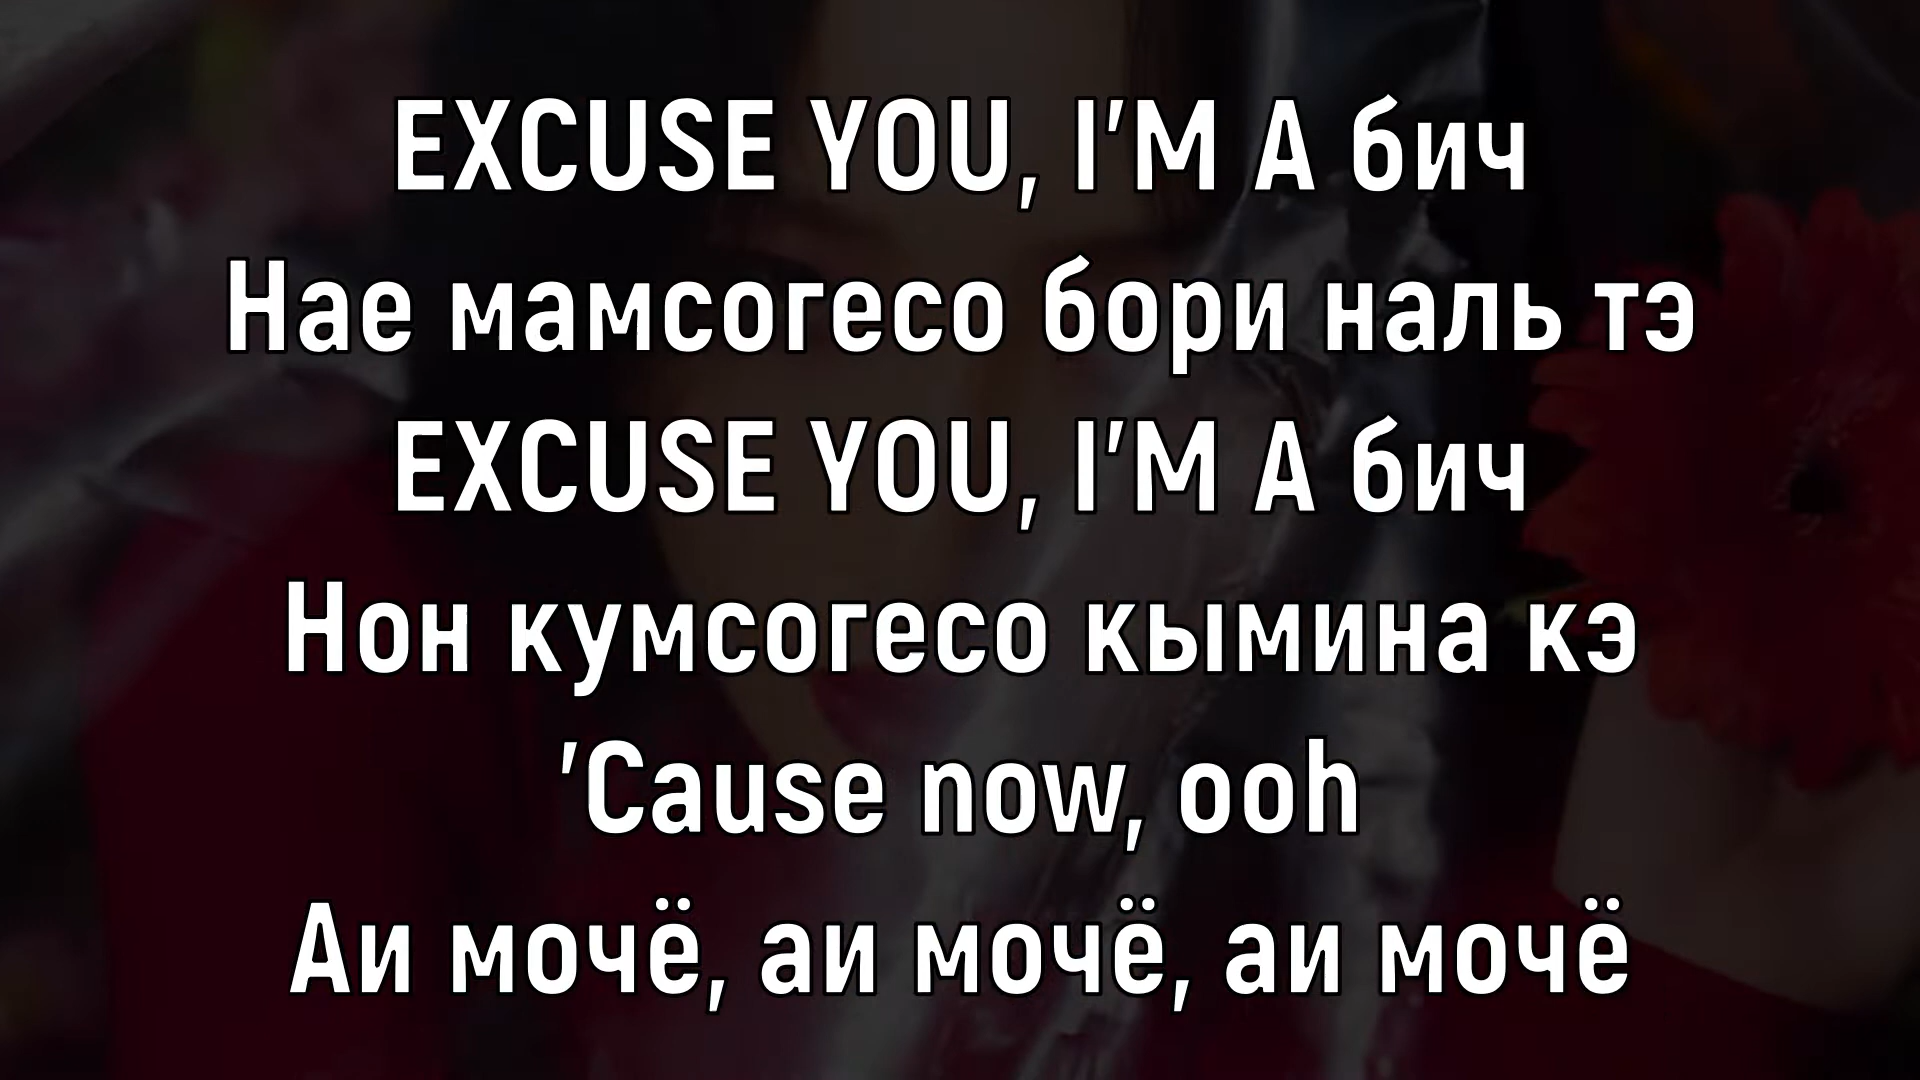 EXCUSE YOU, I'M A бич
Нае мамсогесо бори наль тэ
EXCUSE YOU, I'M A бич
Нон кумсогесо кымина кэ
'Cause now, ooh
Аи мочё, аи мочё, аи мочё